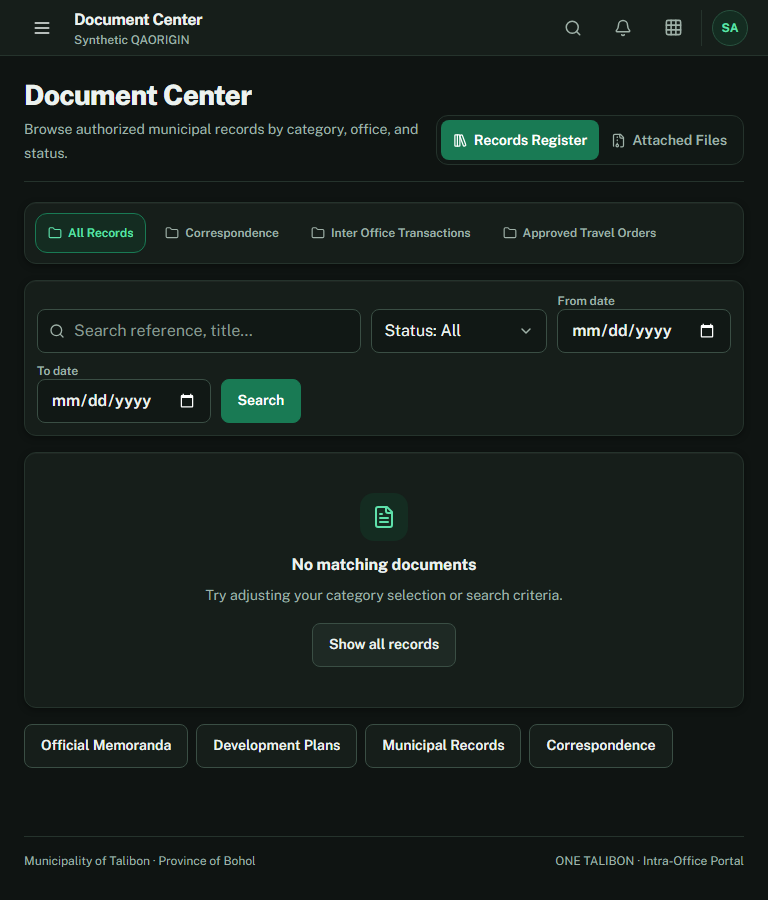 Document Center
Synthetic QAORIGIN
SA
Document Center
Browse authorized municipal records by category, office, and
status.
Records Register
Attached Files
All Records
Correspondence
Inter Office Transactions
Approved Travel Orders
From date
Search reference, title...
Status: All
mm/dd/yyyy
To date
mm/dd/yyyy
Search
No matching documents
Try adjusting your category selection or search criteria.
Show all records
Official Memoranda
Development Plans
Municipal Records
Correspondence
Municipality of Talibon · Province of Bohol
ONE TALIBON · Intra-Office Portal